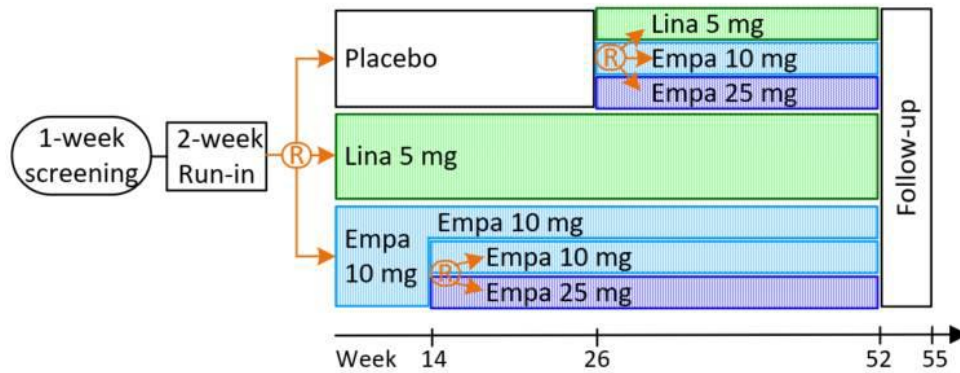 1-week
screening
2-week
Run-in
R
Placebo
R
Lina 5 mg
Empa 10 mg
Empa 25 mg
Lina 5 mg
Empa
10 mg
Empa 10 mg
R
Empa 10 mg
Empa 25 mg
Follow-up
Week
14
26
52
55